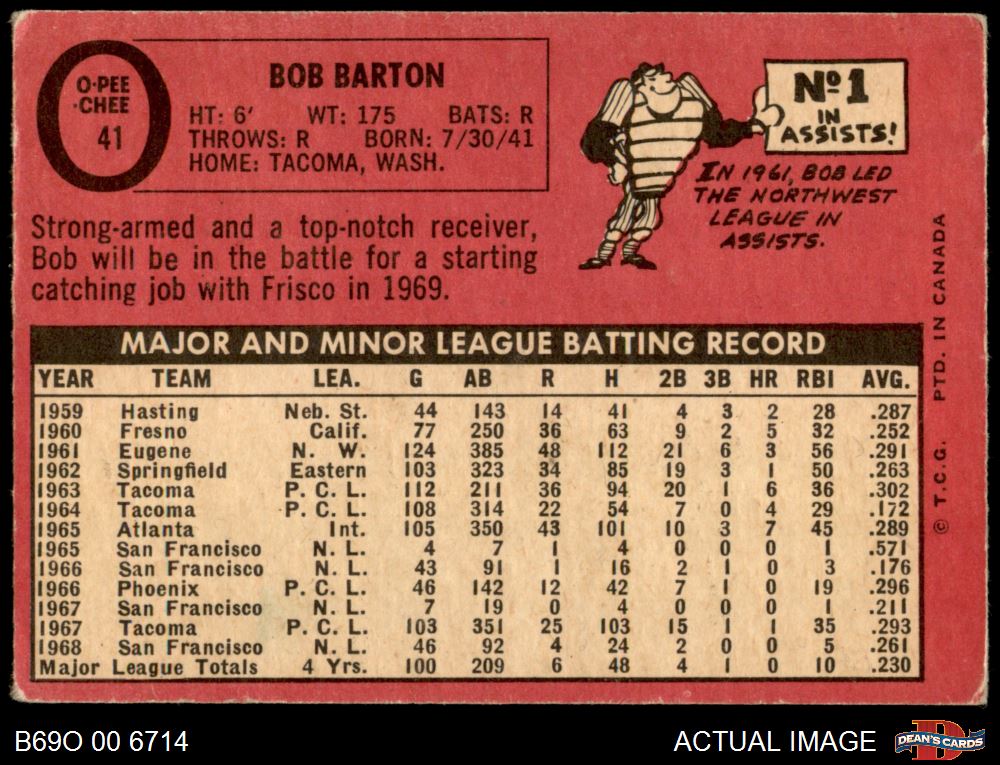 O-PEE
-CHEE
41
BOB BARTON
HT: 6' WT: 175 BATS: R
THROWS: R BORN: 7/30/41
HOME: TACOMA, WASH.
Nº1
IN
ASSISTS!
IN 1961, BOB LED
THE NORTHWEST
LEAGUE IN
ASSISTS.
Strong-armed and a top-notch receiver,
Bob will be in the battle for a starting
catching job with Frisco in 1969.
MAJOR AND MINOR LEAGUE BATTING RECORD
YEAR TEAM LEA. G AB R H 2B 3B HR RBI AVG.
1959 Hasting Neb. St. 44 143 14 41 4 3 2 28 .287
1960 Fresno Calif. 77 250 36 63 9 2 5 32 .252
1961 Eugene N. W. 124 385 48 112 21 6 3 56 .291
1962 Springfield Eastern 103 323 34 85 19 3 1 50 .263
1963 Tacoma P. C. L. 112 211 36 94 20 1 6 36 .302
1964 Tacoma P. C. L. 108 314 22 54 7 0 4 29 .172
1965 Atlanta Int. 105 350 43 101 10 3 7 45 .289
1965 San Francisco N. L. 4 7 1 4 0 0 0 1 .571
1966 San Francisco N. L. 43 91 1 16 2 1 0 3 .176
1966 Phoenix P. C. L. 46 142 12 42 7 1 0 19 .296
1967 San Francisco N. L. 7 19 0 4 0 0 0 1 .211
1967 Tacoma P. C. L. 103 351 25 103 15 1 1 35 .293
1968 San Francisco N. L. 46 92 4 24 2 0 0 5 .261
Major League Totals 4 Yrs. 100 209 6 48 4 1 0 10 .230
© T.C.G. PTD. IN CANADA
B69O 00 6714
ACTUAL IMAGE
DEAN'S CARDS